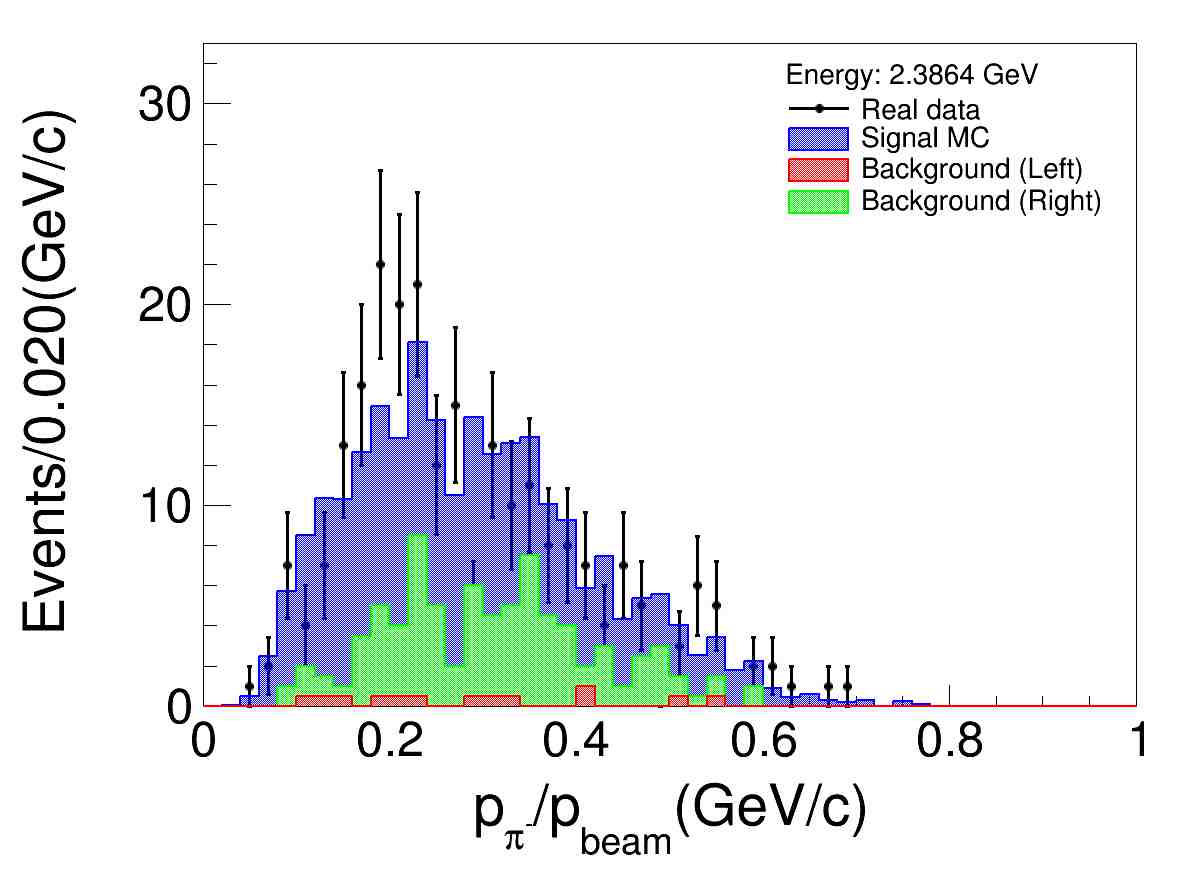 Energy: 2.3864 GeV
Real data
Signal MC
Background (Left)
Background (Right)
Events/0.020(GeV/c)
30
20
10
0
0 0.2 0.4 0.6 0.8 1
pπ-/pbeam(GeV/c)